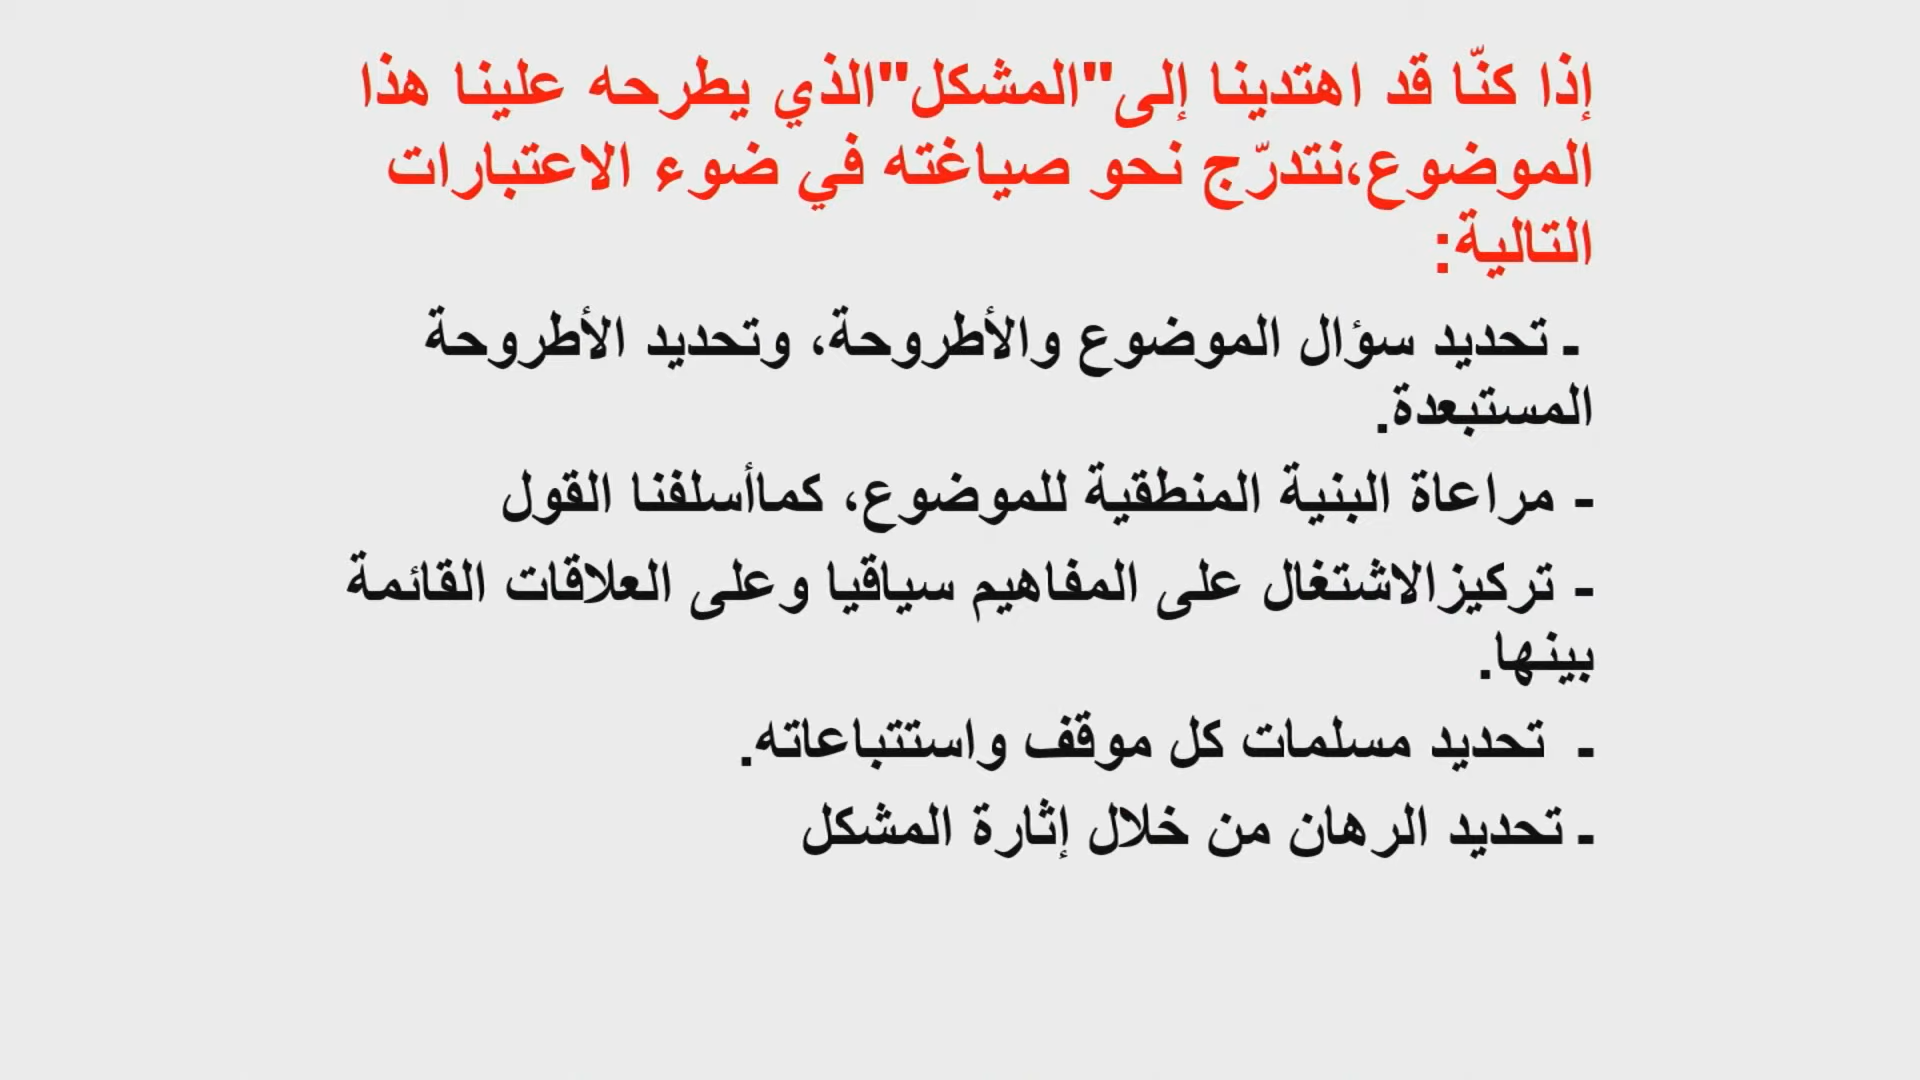 إذا كنّا قد اهتدينا إلى"المشكل"الذي يطرحه علينا هذا
الموضوع،نتدرّج نحو صياغته في ضوء الاعتبارات
التالية:
ـ تحديد سؤال الموضوع والأطروحة، وتحديد الأطروحة
المستبعدة.
- مراعاة البنية المنطقية للموضوع، كماأسلفنا القول
- تركيزالاشتغال على المفاهيم سياقيا وعلى العلاقات القائمة
بينها.
ـ تحديد مسلمات كل موقف واستتباعاته.
ـ تحديد الرهان من خلال إثارة المشكل